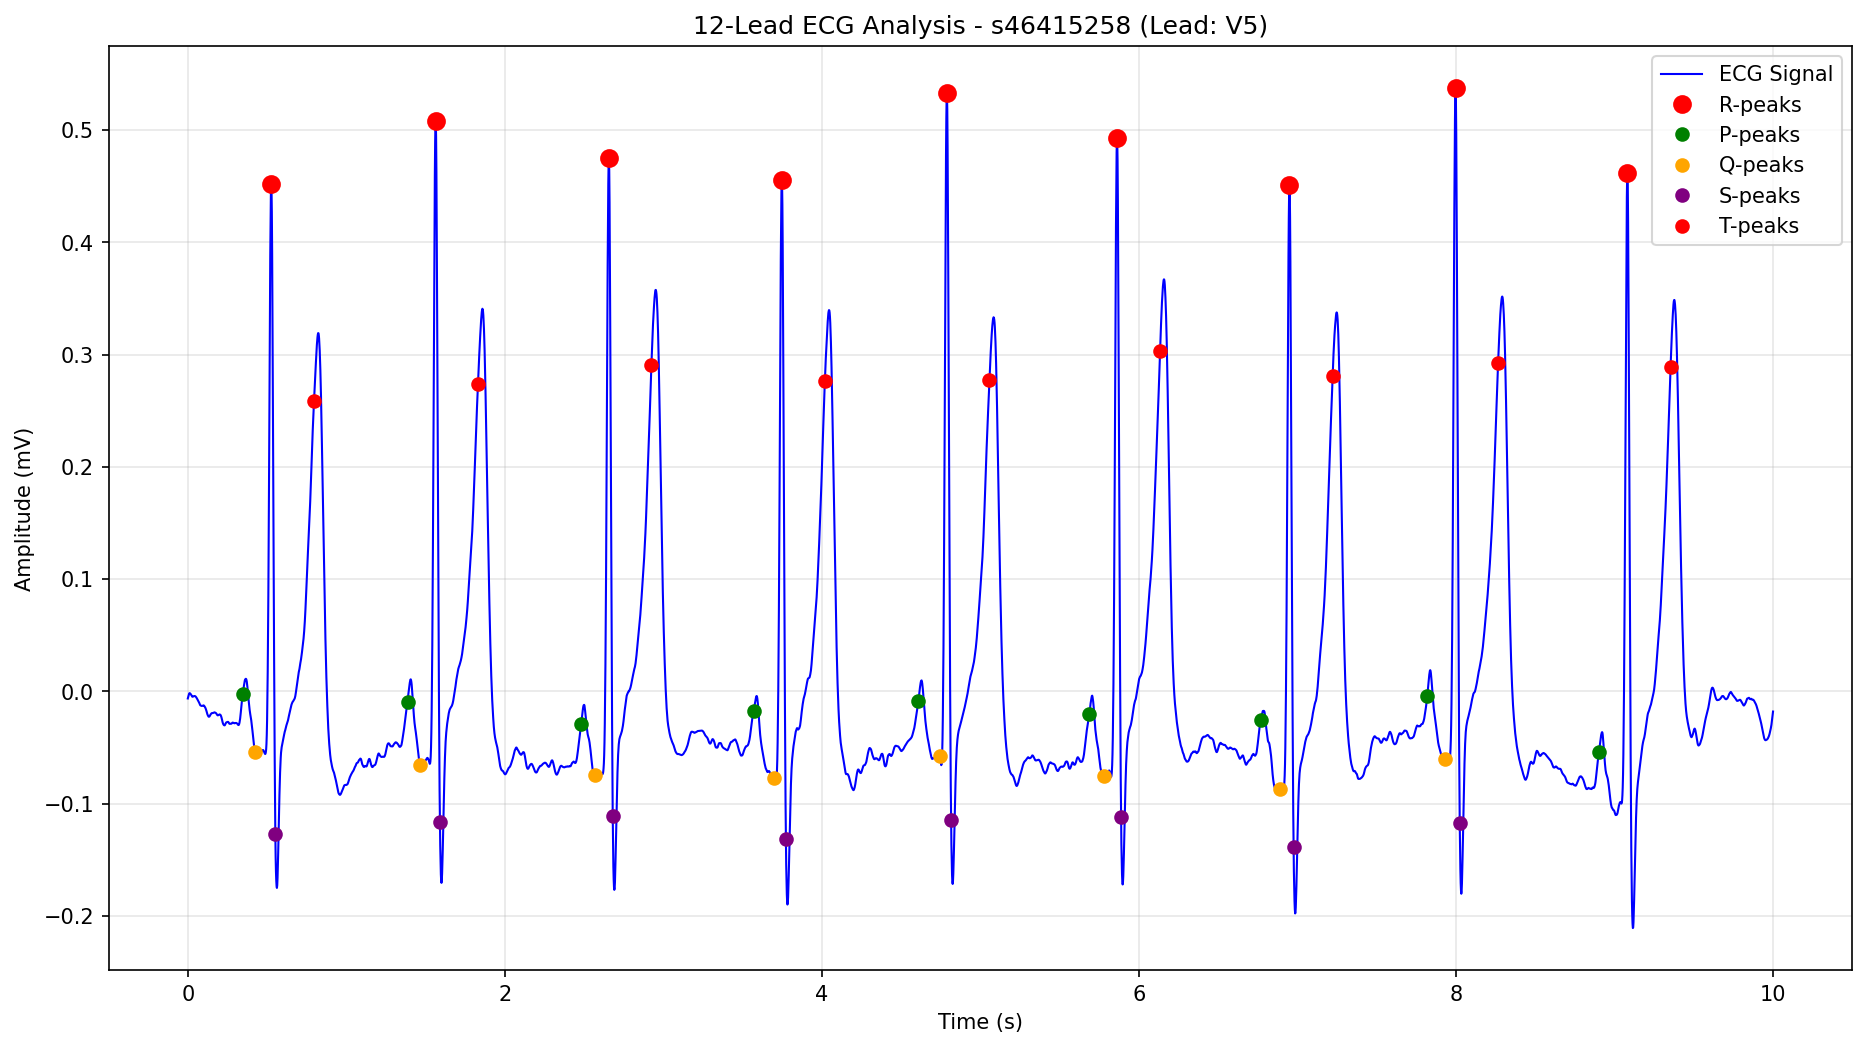 12-Lead ECG Analysis - s46415258 (Lead: V5)
ECG Signal
R-peaks
P-peaks
Q-peaks
S-peaks
T-peaks
Amplitude (mV)
0.5
0.4
0.3
0.2
0.1
0.0
−0.1
−0.2
0 2 4 6 8 10
Time (s)